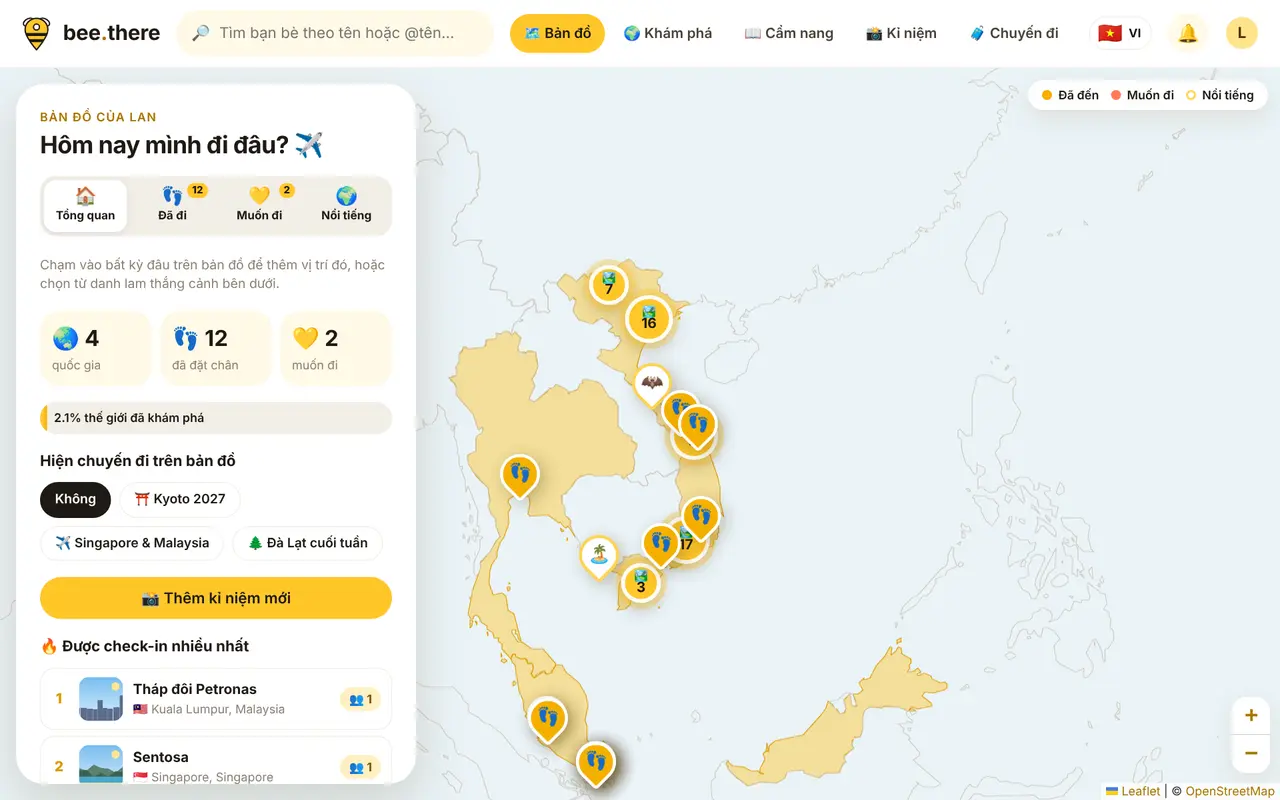 bee.there
Tìm bạn bè theo tên hoặc @tên...
Bản đồ
Khám phá
Cẩm nang
Kỉ niệm
Chuyến đi
VI
L
Đã đến
Muốn đi
Nổi tiếng
BẢN ĐỒ CỦA LAN
Hôm nay mình đi đâu?
12
2
Tổng quan
Đã đi
Muốn đi
Nổi tiếng
Chạm vào bất kỳ đâu trên bản đồ để thêm vị trí đó, hoặc
chọn từ danh lam thắng cảnh bên dưới.
4
quốc gia
12
đã đặt chân
2
muốn đi
2.1% thế giới đã khám phá
Hiện chuyến đi trên bản đồ
Không
Kyoto 2027
Singapore & Malaysia
Đà Lạt cuối tuần
Thêm kỉ niệm mới
Được check-in nhiều nhất
1
Tháp đôi Petronas
Kuala Lumpur, Malaysia
1
2
Sentosa
Singapore, Singapore
1
7
16
17
3
+
−
Leaflet | © OpenStreetMap